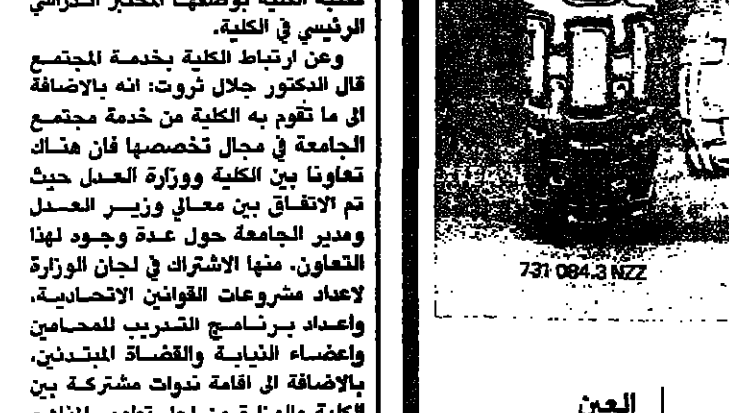 الرئيسي في الكلية.
وعن ارتباط الكلية بخدمة المجتمع
قال الدكتور جلال ثروت: انه بالاضافة
الى ما تقوم به الكلية من خدمة مجتمع
الجامعة في مجال تخصصها فان هناك
تعاونا بين الكلية ووزارة العدل حيث
تم الاتفاق بين معالي وزير العدل
ومدير الجامعة حول عدة وجود لهذا
التعاون. منها الاشتراك في لجان الوزارة
لاعداد مشروعات القوانين الاتحادية.
واعداد برنامج التدريب للمحامين
واعضاء النيابة والقضاة المبتدئين.
بالاضافة الى اقامة ندوات مشتركة بين
731 084.3 NZZ
العين